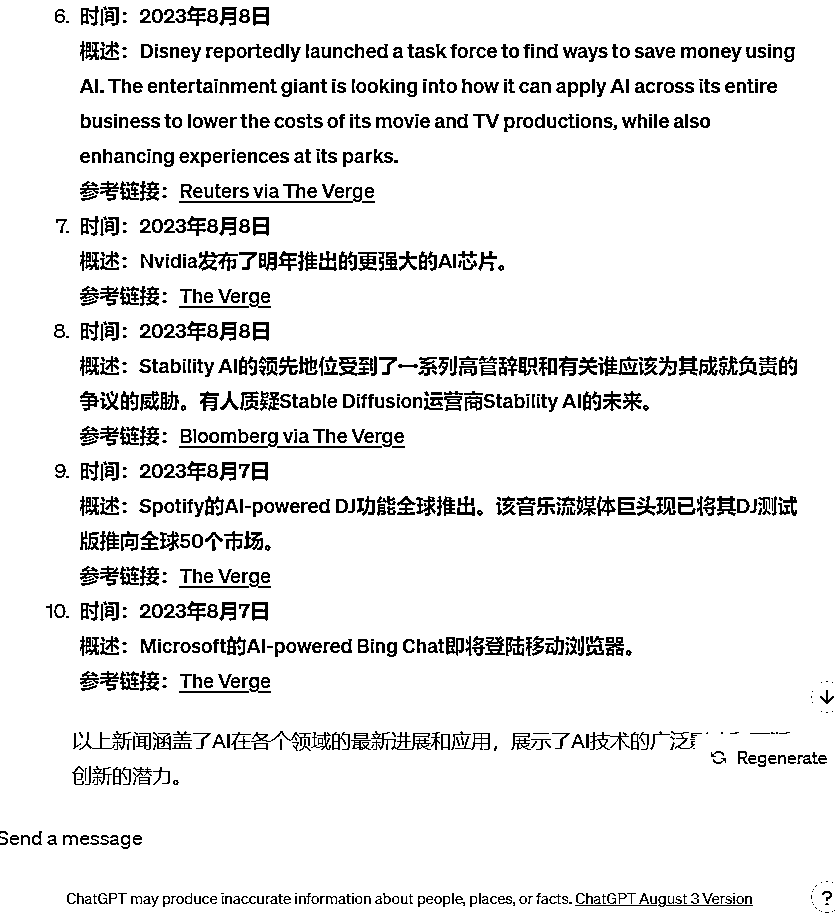 6. 时间：2023年8月8日
概述：Disney reportedly launched a task force to find ways to save money using
AI. The entertainment giant is looking into how it can apply AI across its entire
business to lower the costs of its movie and TV productions, while also
enhancing experiences at its parks.
参考链接：Reuters via The Verge
7. 时间：2023年8月8日
概述：Nvidia发布了明年推出的更强大的AI芯片。
参考链接：The Verge
8. 时间：2023年8月8日
概述：Stability AI的领先地位受到了一系列高管辞职和有关谁应该为其成就负责的
争议的威胁。有人质疑Stable Diffusion运营商Stability AI的未来。
参考链接：Bloomberg via The Verge
9. 时间：2023年8月7日
概述：Spotify的AI-powered DJ功能全球推出。该音乐流媒体巨头现已将其DJ测试
版推向全球50个市场。
参考链接：The Verge
10. 时间：2023年8月7日
概述：Microsoft的AI-powered Bing Chat即将登陆移动浏览器。
参考链接：The Verge
以上新闻涵盖了AI在各个领域的最新进展和应用，展示了AI技术的广泛
Regenerate
创新的潜力。
Send a message
ChatGPT may produce inaccurate information about people, places, or facts. ChatGPT August 3 Version
?